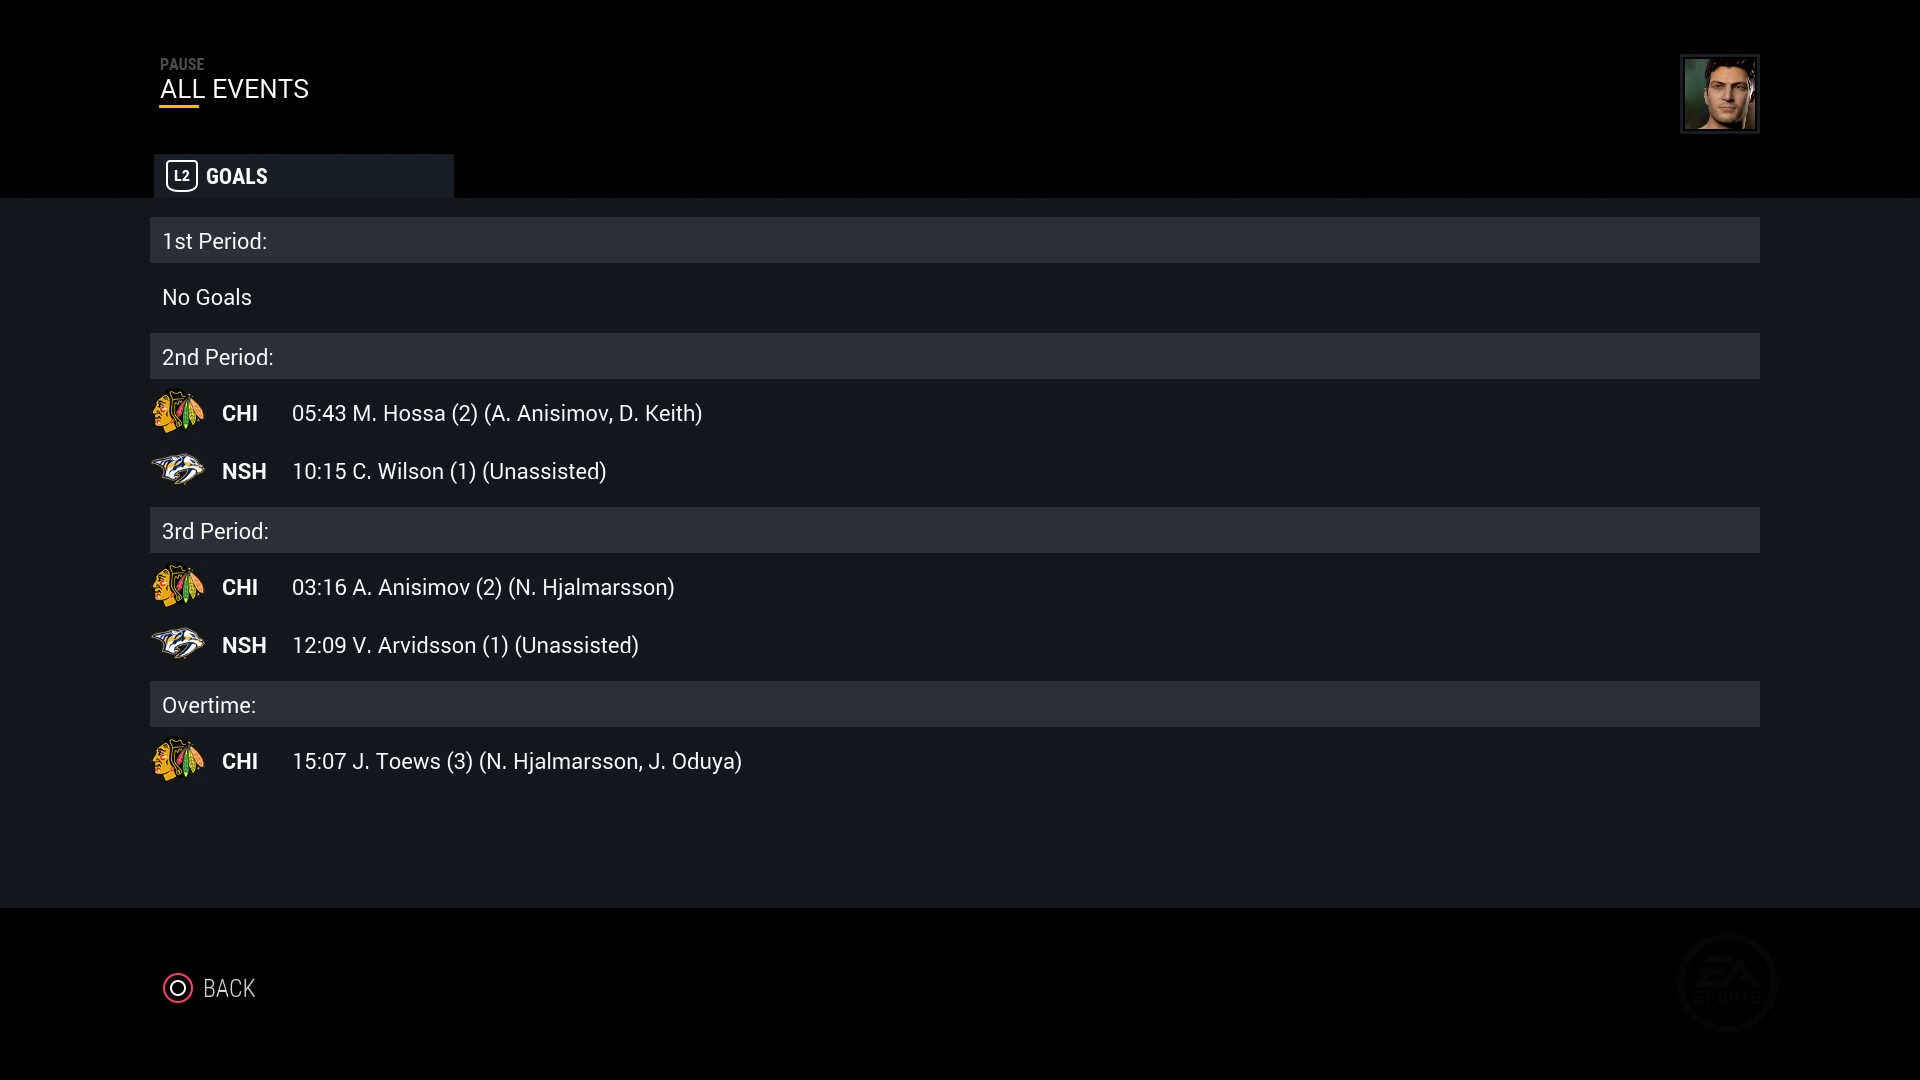 PAUSE
ALL EVENTS
L2 GOALS
1st Period:
No Goals
2nd Period:
CHI 05:43 M. Hossa (2) (A. Anisimov, D. Keith)
NSH 10:15 C. Wilson (1) (Unassisted)
3rd Period:
CHI 03:16 A. Anisimov (2) (N. Hjalmarsson)
NSH 12:09 V. Arvidsson (1) (Unassisted)
Overtime:
CHI 15:07 J. Toews (3) (N. Hjalmarsson, J. Oduya)
BACK
EA
SPORTS